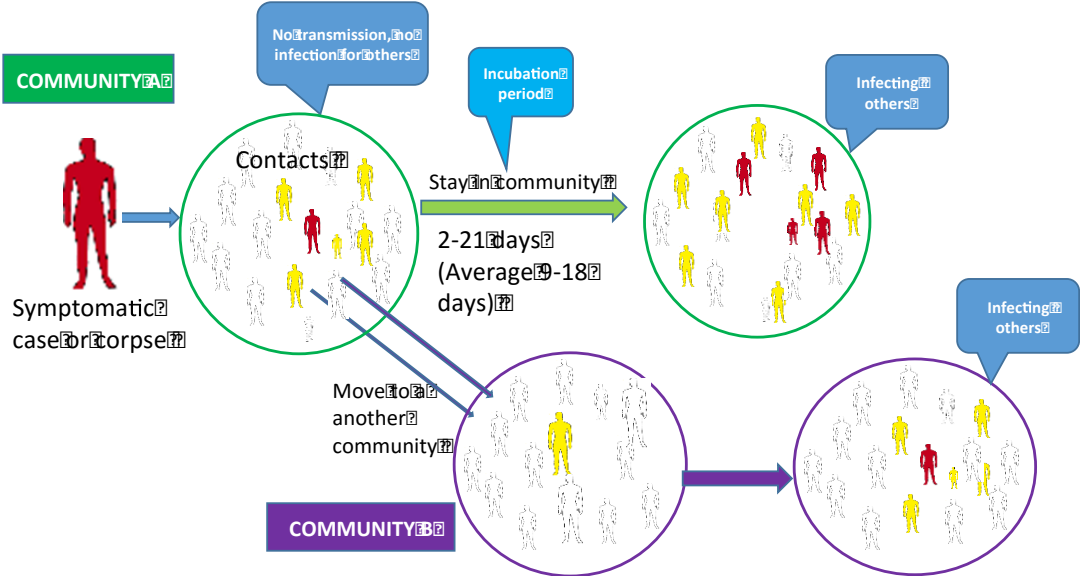 No transmission, no
infection for others
COMMUNITY A
Incubation
period
Infecting
others
Contacts
Stay in community
2-21 days
(Average 9-18
days)
Symptomatic
case or corpse
Infecting
others
Move to a
another
community
COMMUNITY B